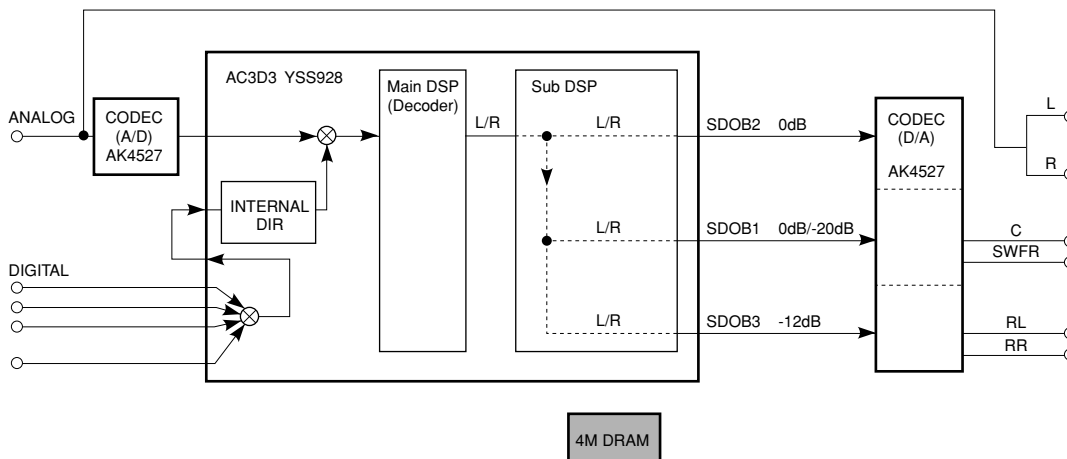 AC3D3 YSS928
ANALOG
CODEC
(A/D)
AK4527
INTERNAL
DIR
DIGITAL
Main DSP
(Decoder)
L/R
Sub DSP
L/R
L/R
L/R
SDOB2 0dB
SDOB1 0dB/-20dB
SDOB3 -12dB
CODEC
(D/A)
AK4527
L
R
C
SWFR
RL
RR
4M DRAM